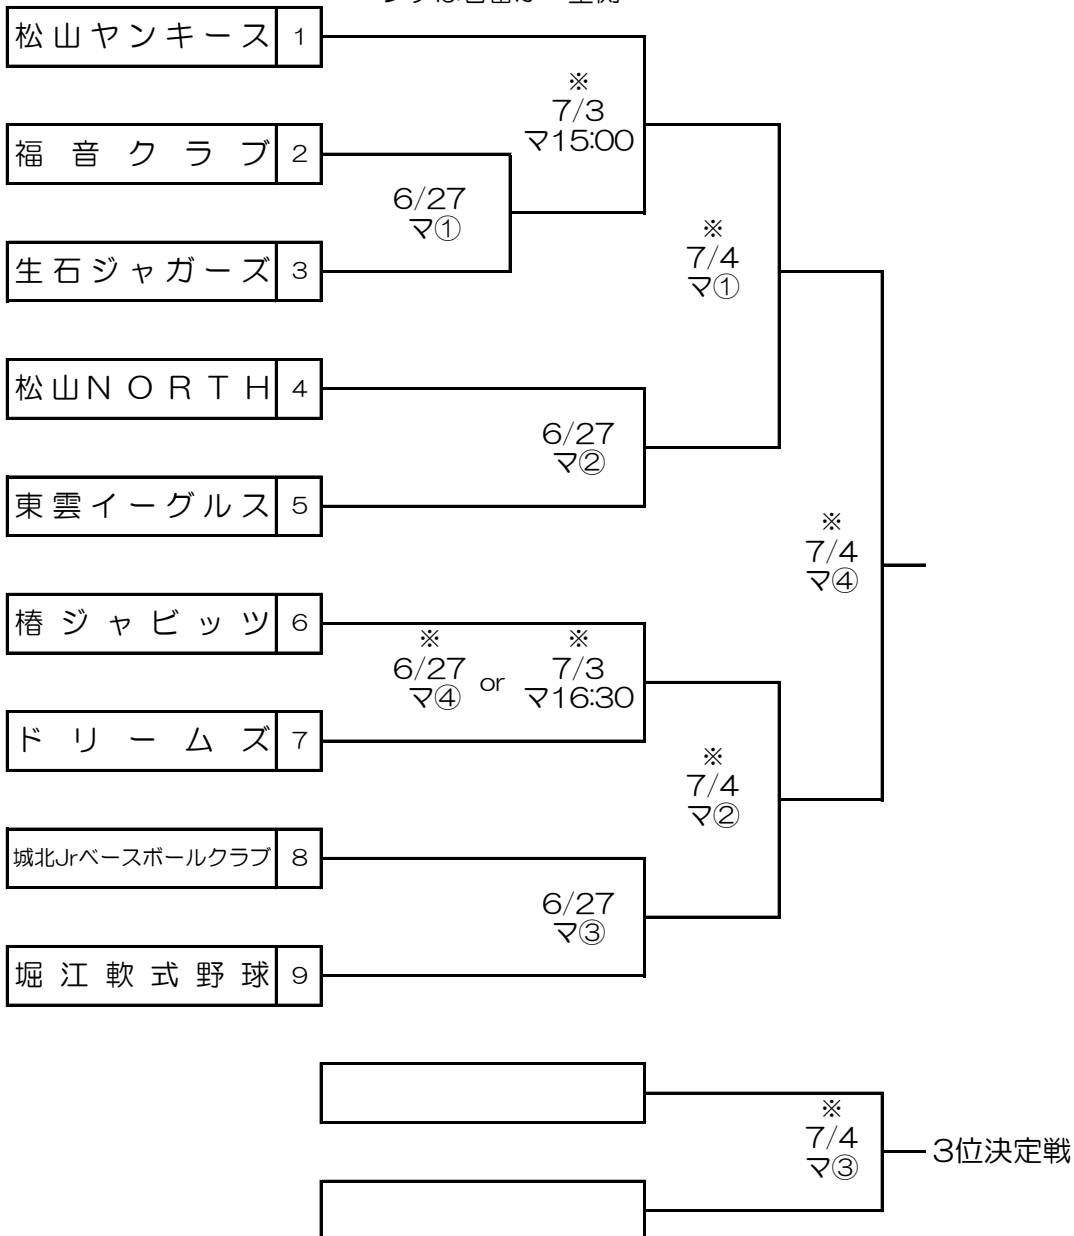 松山ヤンキース 1
※
7/3
マ15:00
福音クラブ 2
6/27
マ①
※
7/4
マ①
生石ジャガーズ 3
松山NORTH 4
6/27
マ②
東雲イーグルス 5
※
7/4
マ④
椿ジャビッツ 6
※
6/27
マ④
or
※
7/3
マ16:30
ドリームズ 7
※
7/4
マ②
城北Jrベースボールクラブ 8
6/27
マ③
堀江軟式野球 9
※
7/4
マ③
3位決定戦